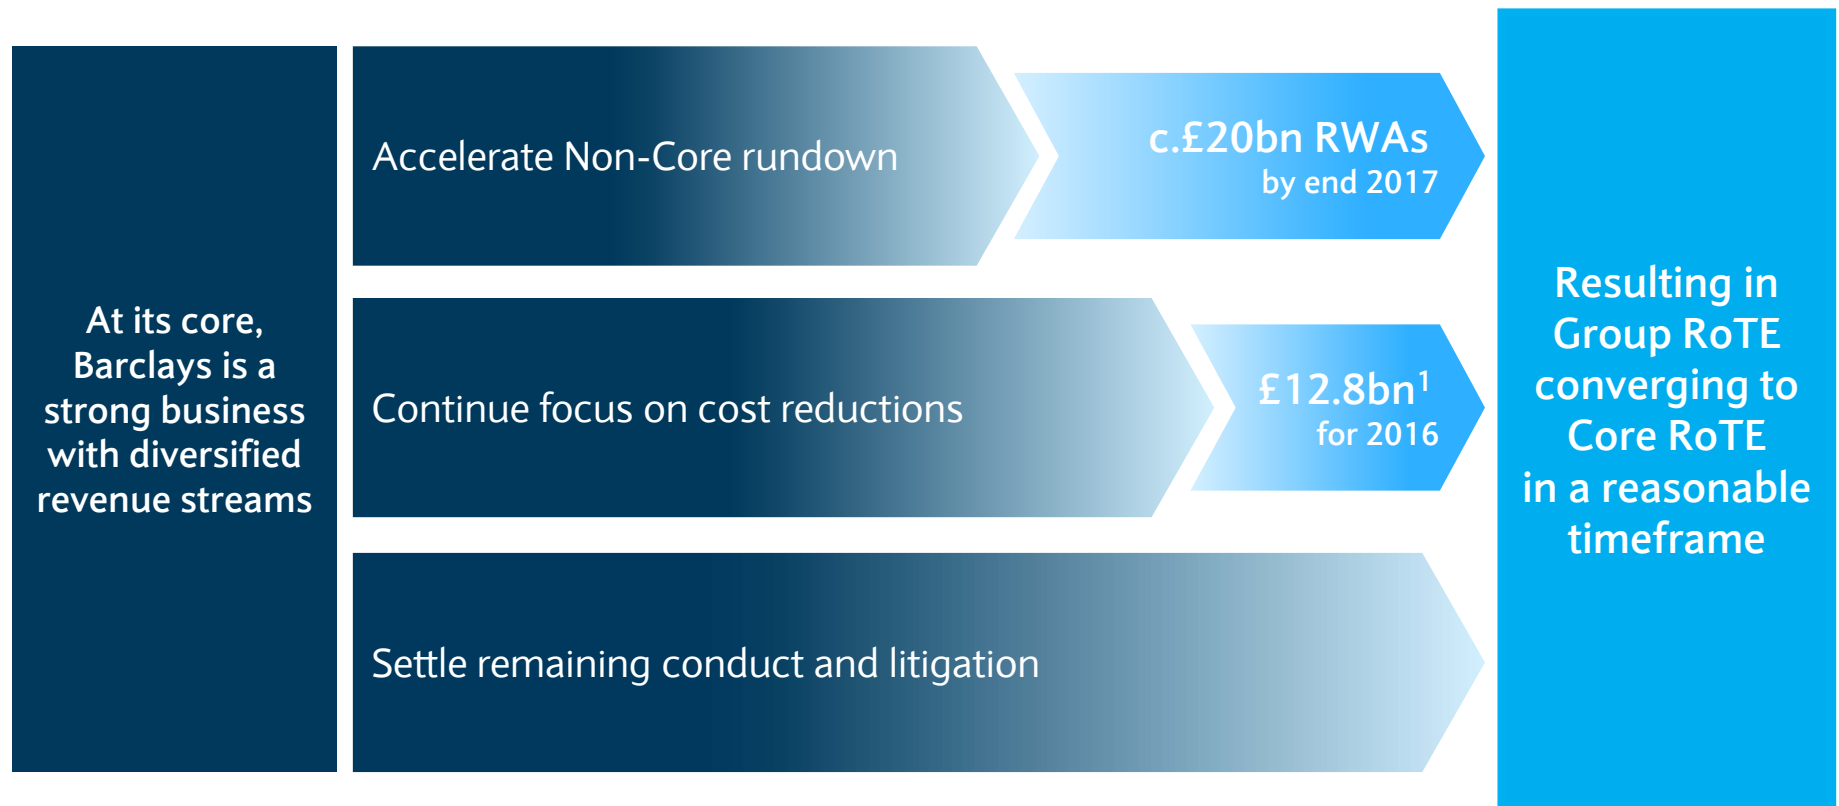 At its core,
Barclays is a
strong business
with diversified
revenue streams
Accelerate Non-Core rundown
c.£20bn RWAs
by end 2017
Continue focus on cost reductions
£12.8bn¹
for 2016
Settle remaining conduct and litigation
Resulting in
Group RoTE
converging to
Core RoTE
in a reasonable
timeframe